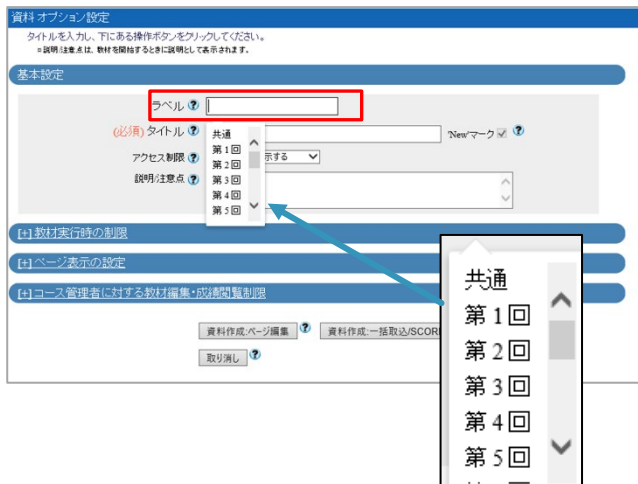 資料 オプション設定
タイトルを入力し、下にある操作ボタンをクリックしてください。
¤説明/注意点は、教材を開始するときに説明として表示されます。
基本設定
ラベル
(必須) タイトル
'New'マーク
アクセス制限
示する
説明/注意点
共通
第1回
第2回
第3回
第4回
第5回
[+] 教材実行時の制限
[+] ページ表示の設定
[+] コース管理者に対する教材編集・成績閲覧制限
資料作成:ページ編集
資料作成:一括取込/SCOR
取り消し
共通
第1回
第2回
第3回
第4回
第5回